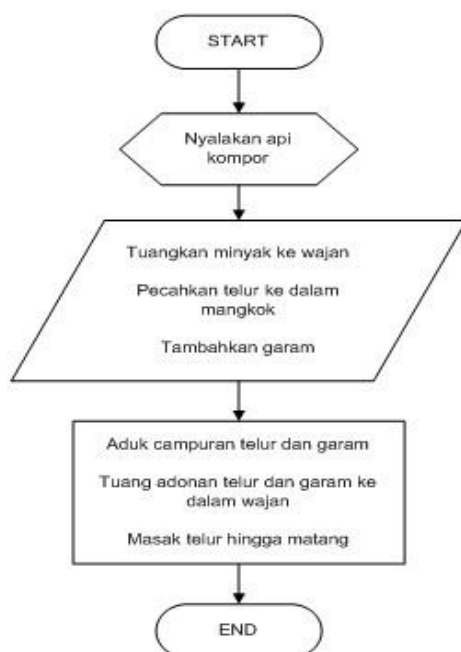 START
Nyalakan api
kompor
Tuangkan minyak ke wajan
Pecahkan telur ke dalam
mangkok
Tambahkan garam
Aduk campuran telur dan garam
Tuang adonan telur dan garam ke
dalam wajan
Masak telur hingga matang
END